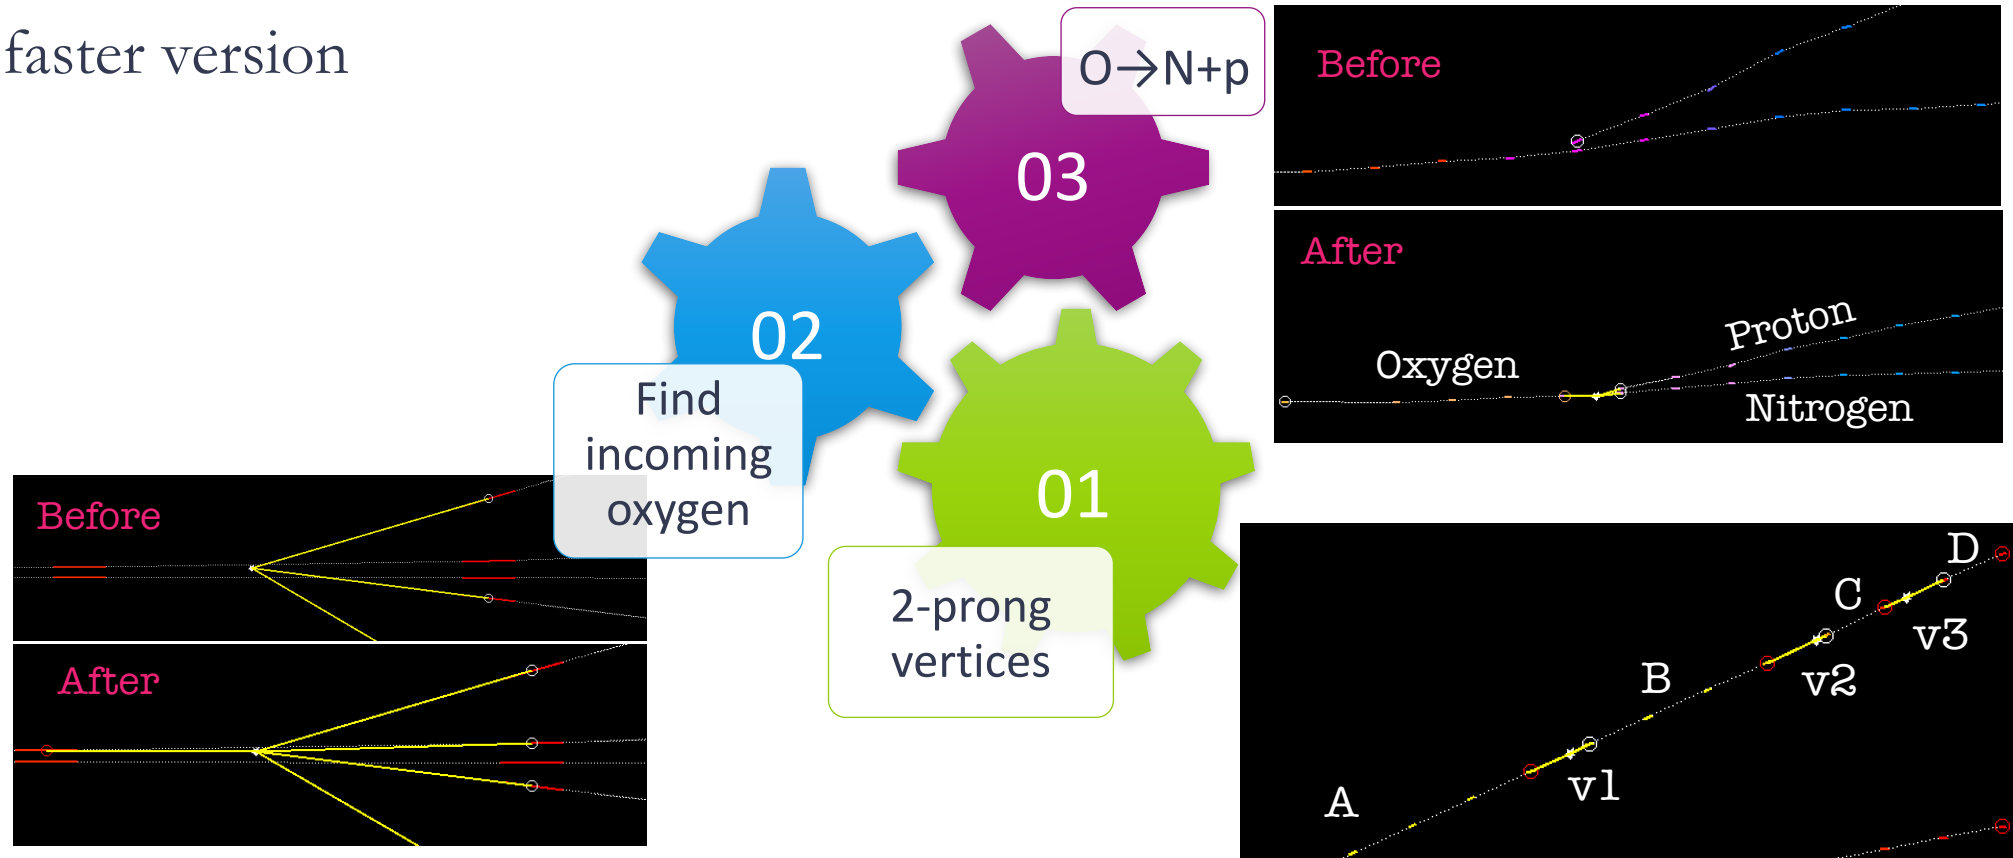 faster version
03
O→N+p
02
Find
incoming
oxygen
01
2-prong
vertices
Before
After
Oxygen
Proton
Nitrogen
Before
After
A
v1
B
v2
C
v3
D